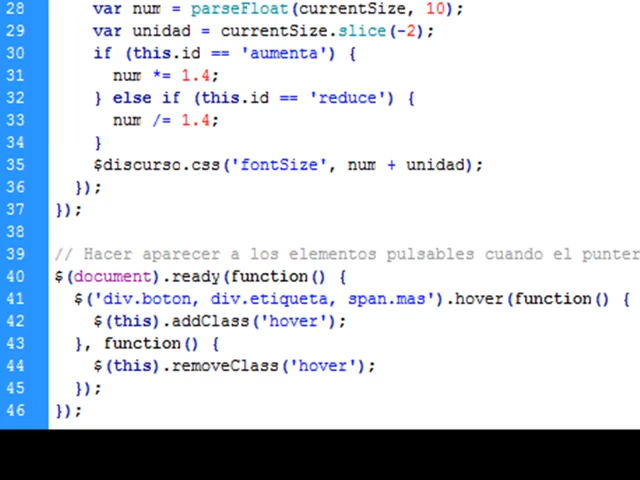 28 var num = parseFloat(currentSize, 10);
29 var unidad = currentSize.slice(-2);
30 if (this.id == 'aumenta') {
31 num *= 1.4;
32 } else if (this.id == 'reduce') {
33 num /= 1.4;
34 }
35 $discurso.css('fontSize', num + unidad);
36 });
37 });
38
39 // Hacer aparecer a los elementos pulsables cuando el punter
40 $(document).ready(function() {
41 $('div.boton, div.etiqueta, span.mas').hover(function() {
42 $(this).addClass('hover');
43 }, function() {
44 $(this).removeClass('hover');
45 });
46 });